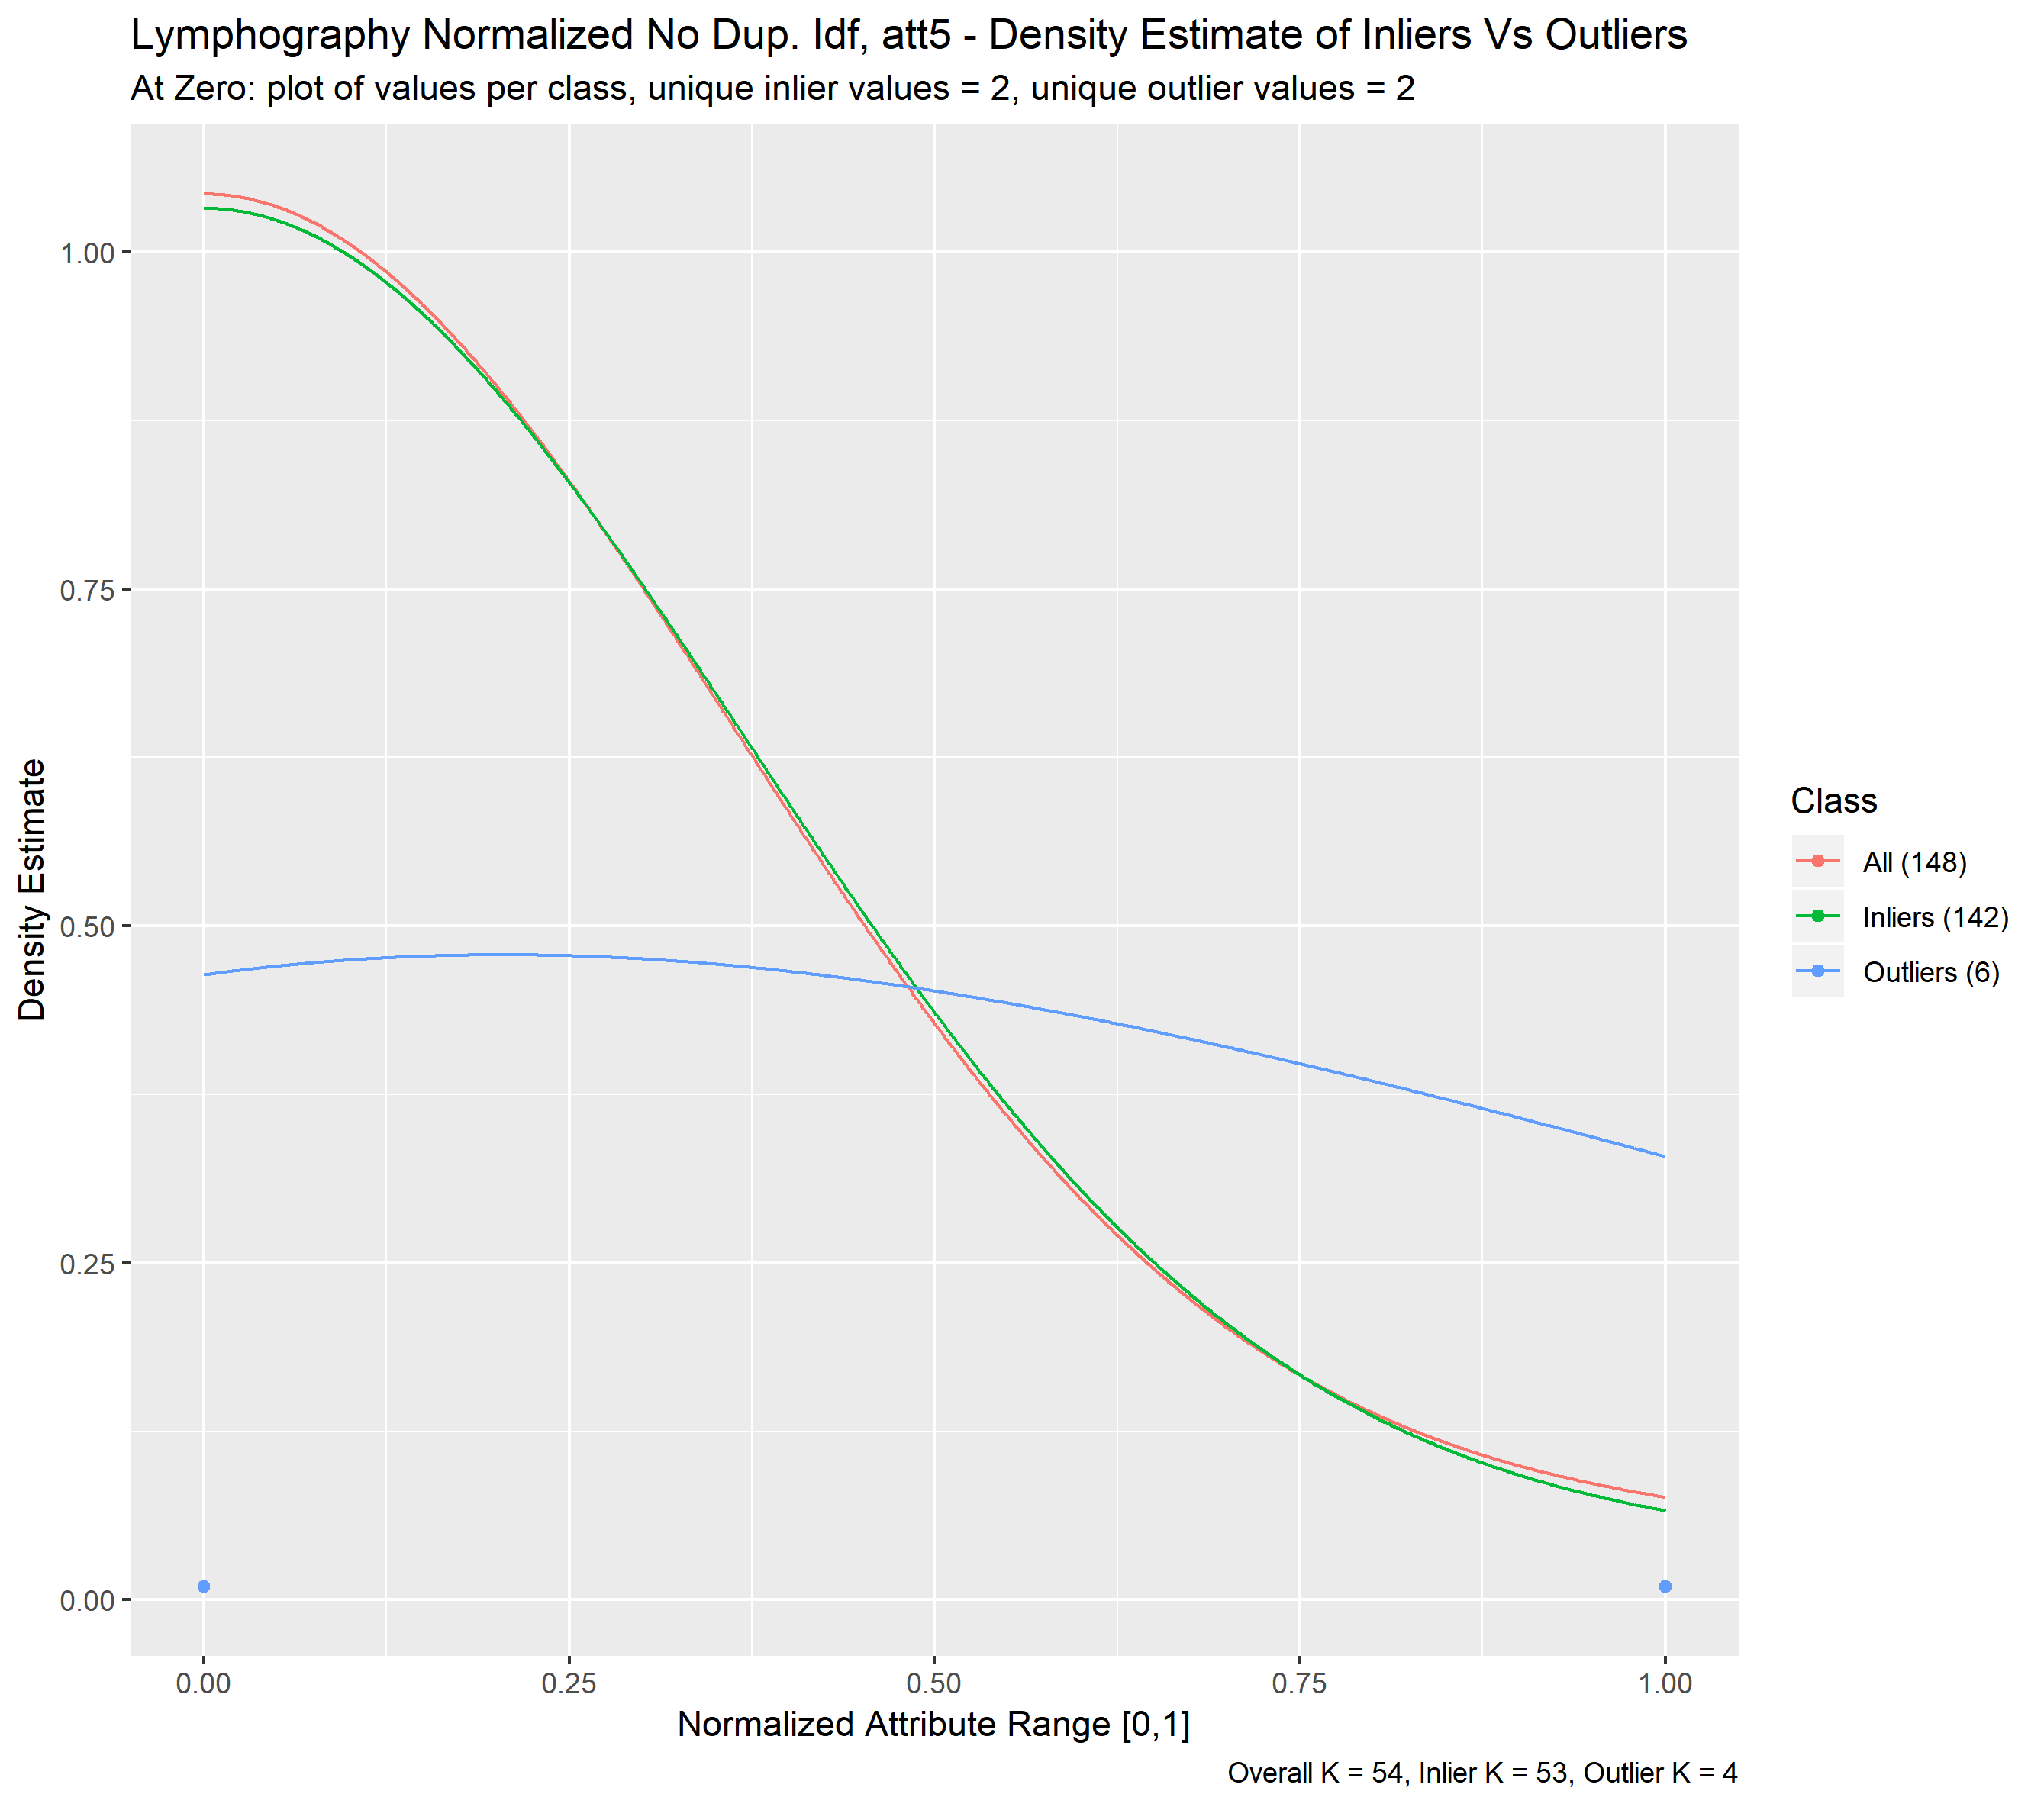 Lymphography Normalized No Dup. Idf, att5 - Density Estimate of Inliers Vs Outliers
At Zero: plot of values per class, unique inlier values = 2, unique outlier values = 2
Density Estimate
1.00
0.75
0.50
0.25
0.00
0.00 0.25 0.50 0.75 1.00
Normalized Attribute Range [0,1]
Overall K = 54, Inlier K = 53, Outlier K = 4
Class
All (148)
Inliers (142)
Outliers (6)